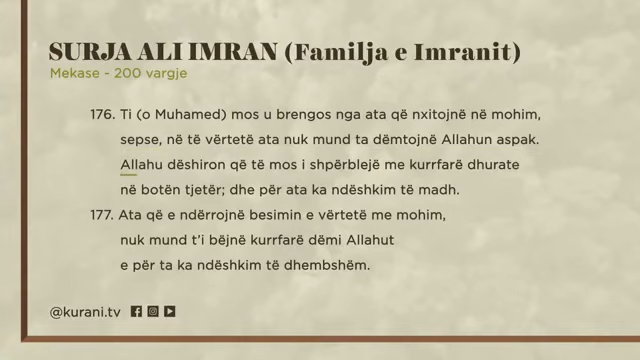 SURJA ALI IMRAN (Familja e Imranit)
Mekase - 200 vargje
176. Ti (o Muhamed) mos u brengos nga ata që nxitojnë në mohim,
sepse, në të vërtetë ata nuk mund ta dëmtojnë Allahun aspak.
Allahu dëshiron që të mos i shpërblejë me kurrfarë dhurate
në botën tjetër; dhe për ata ka ndëshkim të madh.
177. Ata që e ndërrojnë besimin e vërtetë me mohim,
nuk mund t'i bëjnë kurrfarë dëmi Allahut
e për ta ka ndëshkim të dhembshëm.
@kurani.tv